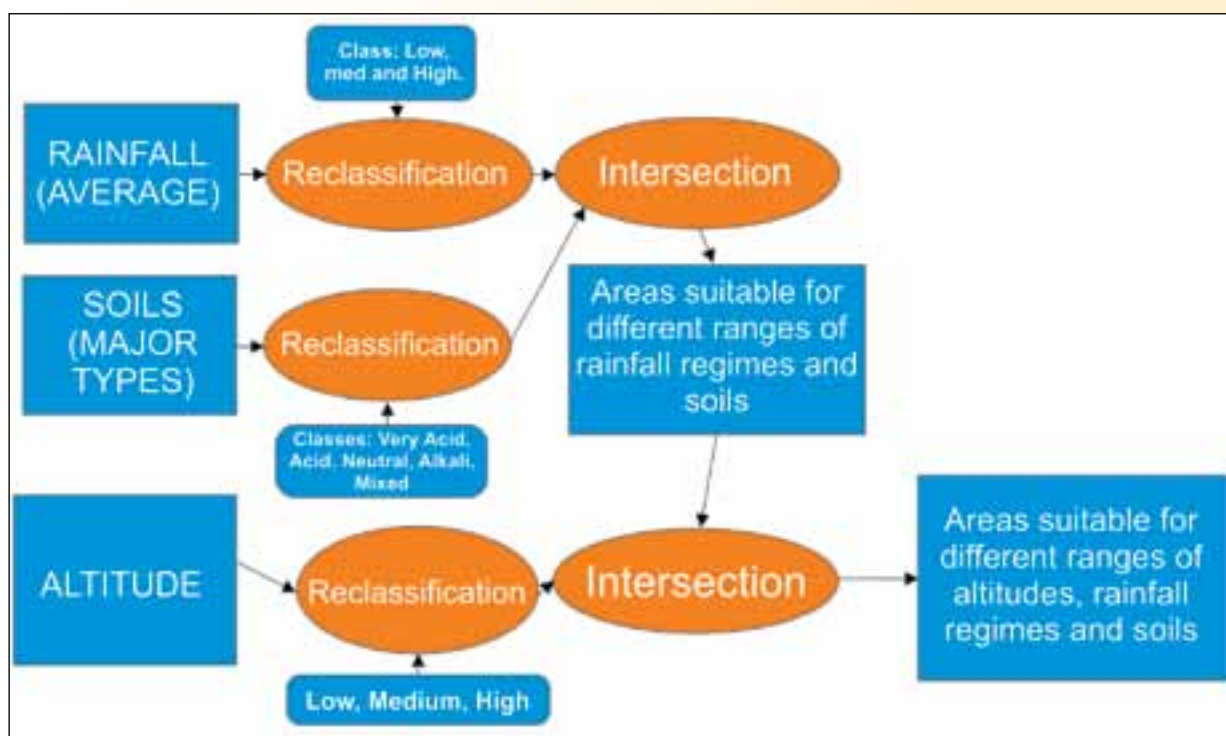 Class: Low,
med and High.
RAINFALL
(AVERAGE)
Reclassification
Intersection
SOILS
(MAJOR
TYPES)
Reclassification
Areas suitable for
different ranges of
rainfall regimes and
soils
Classes: Very Acid,
Acid, Neutral, Alkali,
Mixed
ALTITUDE
Reclassification
Intersection
Areas suitable for
different ranges of
altitudes, rainfall
regimes and soils
Low, Medium, High